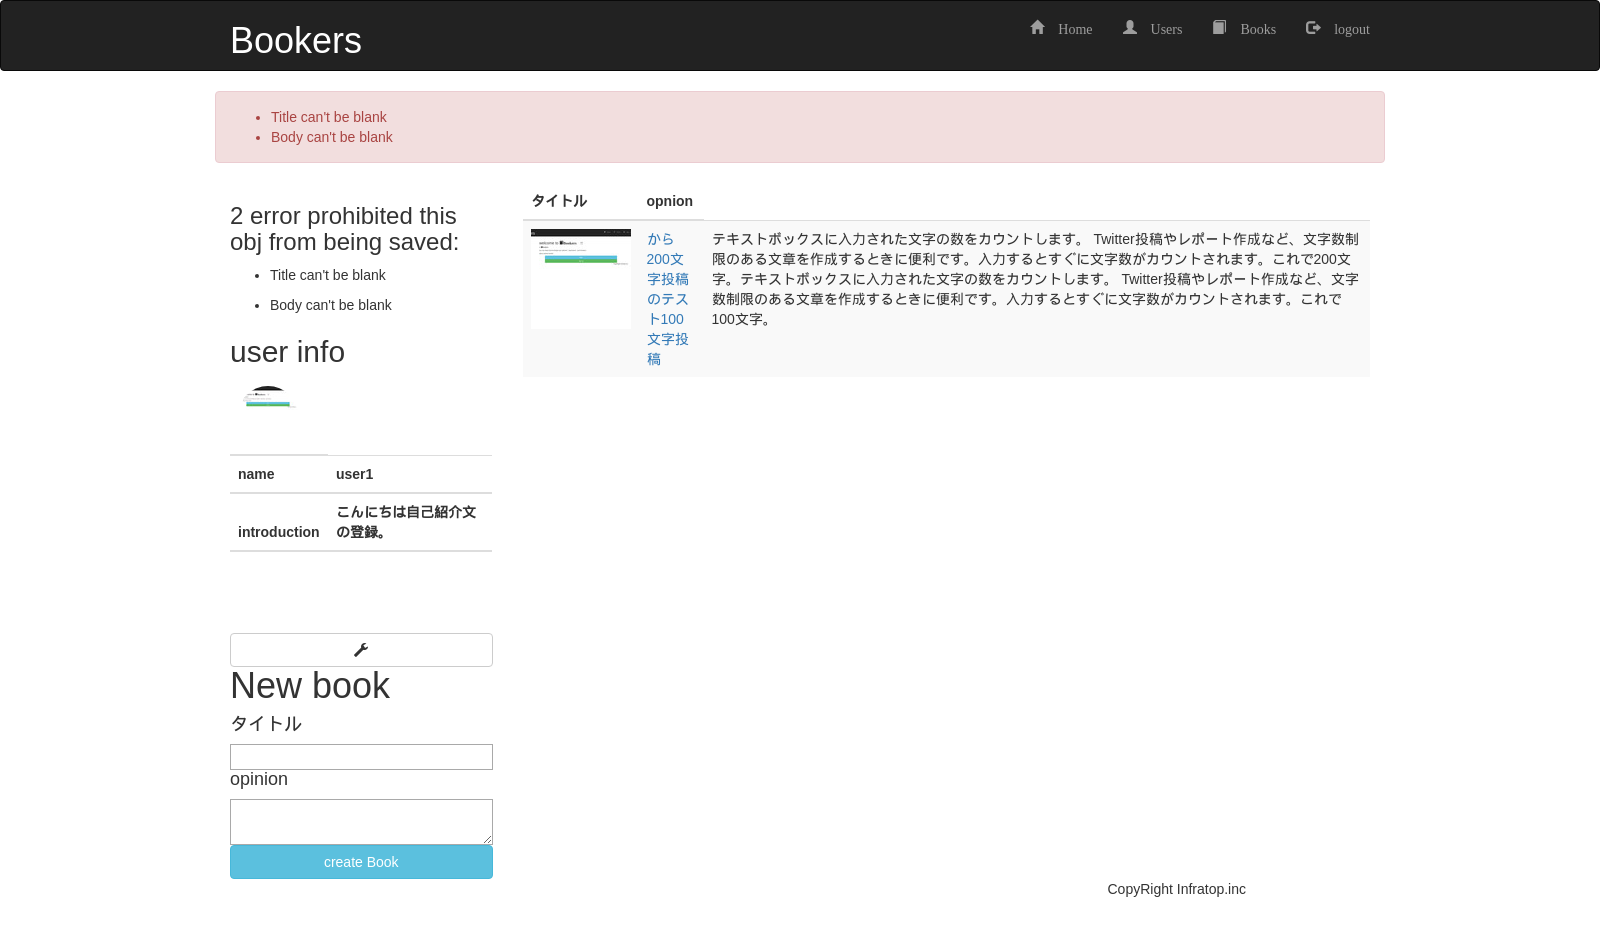 Bookers
Home
Users
Books
logout
Title can't be blank
Body can't be blank
2 error prohibited this
obj from being saved:
Title can't be blank
Body can't be blank
user info
name user1
introduction こんにちは自己紹介文
の登録。
New book
タイトル
opinion
create Book
タイトル opnion
から
200文
字投稿
のテス
ト100
文字投
稿
テキストボックスに入力された文字の数をカウントします。 Twitter投稿やレポート作成など、文字数制
限のある文章を作成するときに便利です。入力するとすぐに文字数がカウントされます。これで200文
字。テキストボックスに入力された文字の数をカウントします。 Twitter投稿やレポート作成など、文字
数制限のある文章を作成するときに便利です。入力するとすぐに文字数がカウントされます。これで
100文字。
CopyRight Infratop.inc